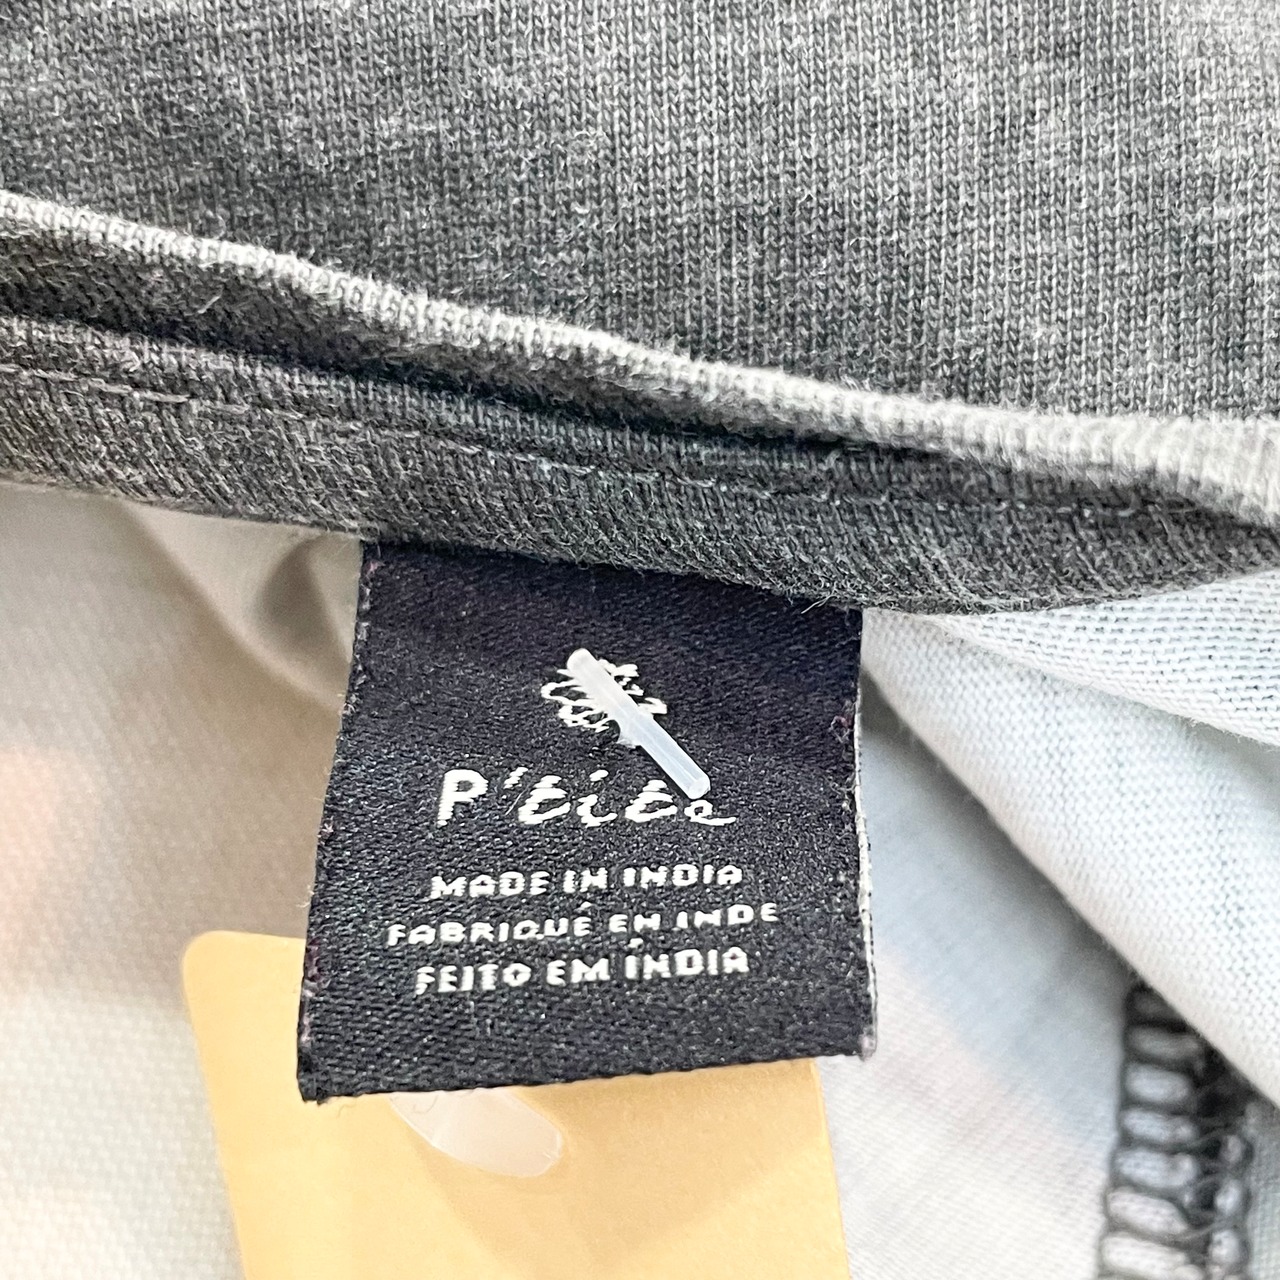 P'tite
MADE IN INDIA
FABRIQUÉ EN INDE
FEITO EM ÍNDIA